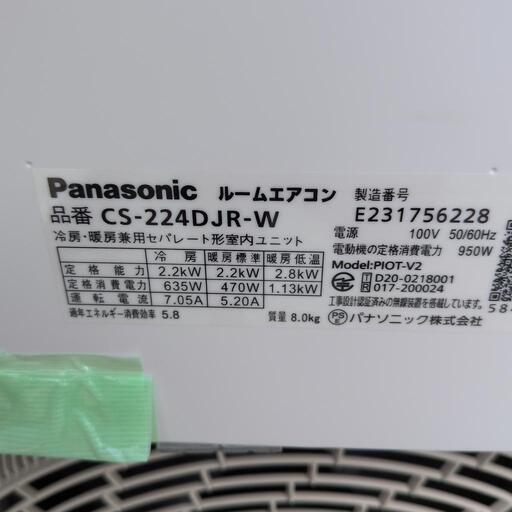 Panasonic ルームエアコン
製造番号
品番 CS-224DJR-W
E231756228
冷房・暖房兼用セパレート形室内ユニット
電源 100V 50/60Hz
電動機の定格消費電力 950W
Model:PIOT-V2
D20-0218001
017-200024
工事設計認証済みの無線装置を搭載しています。
冷房 暖房標準 暖房低温
定格能力 2.2kW 2.2kW 2.8kW
定格消費電力 635W 470W 1.13kW
運転電流 7.05A 5.20A
通年エネルギー消費効率 5.8
質量 8.0kg
PS E パナソニック株式会社